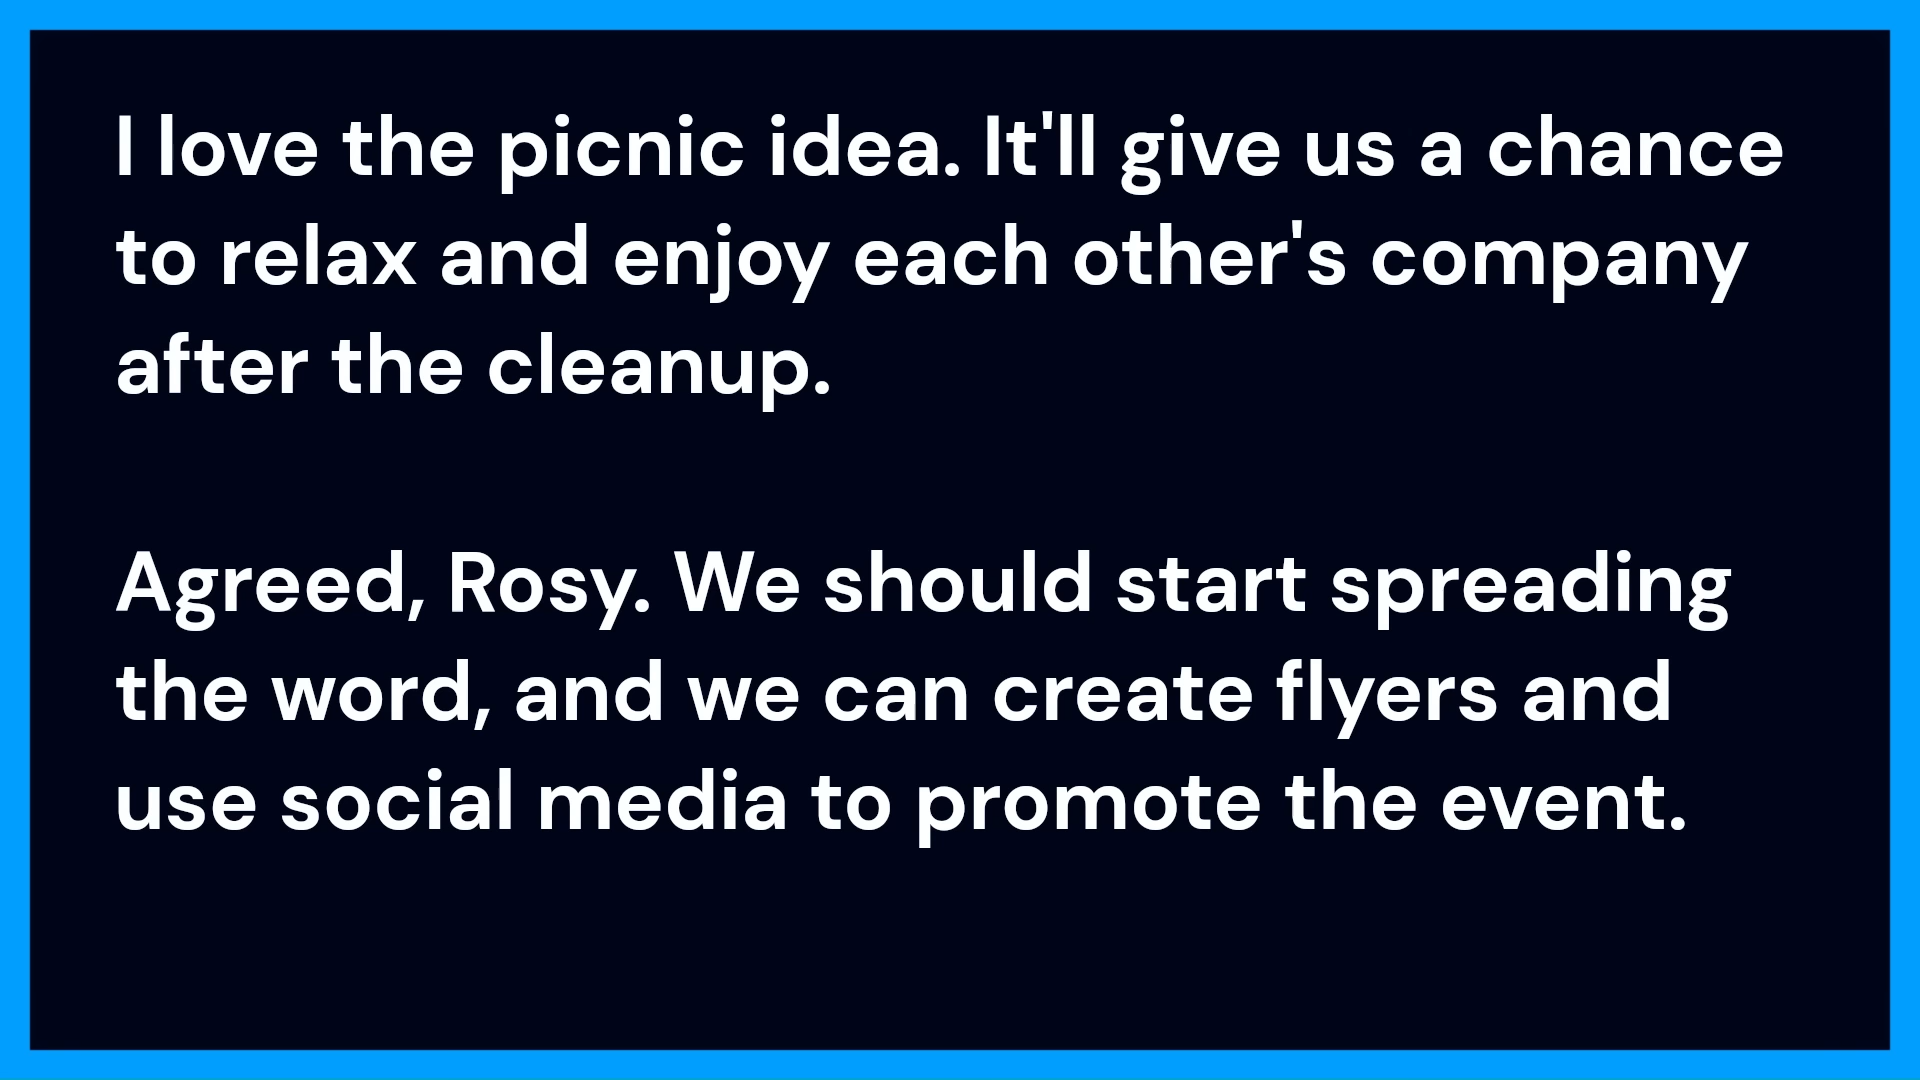 I love the picnic idea. It'll give us a chance
to relax and enjoy each other's company
after the cleanup.
Agreed, Rosy. We should start spreading
the word, and we can create flyers and
use social media to promote the event.